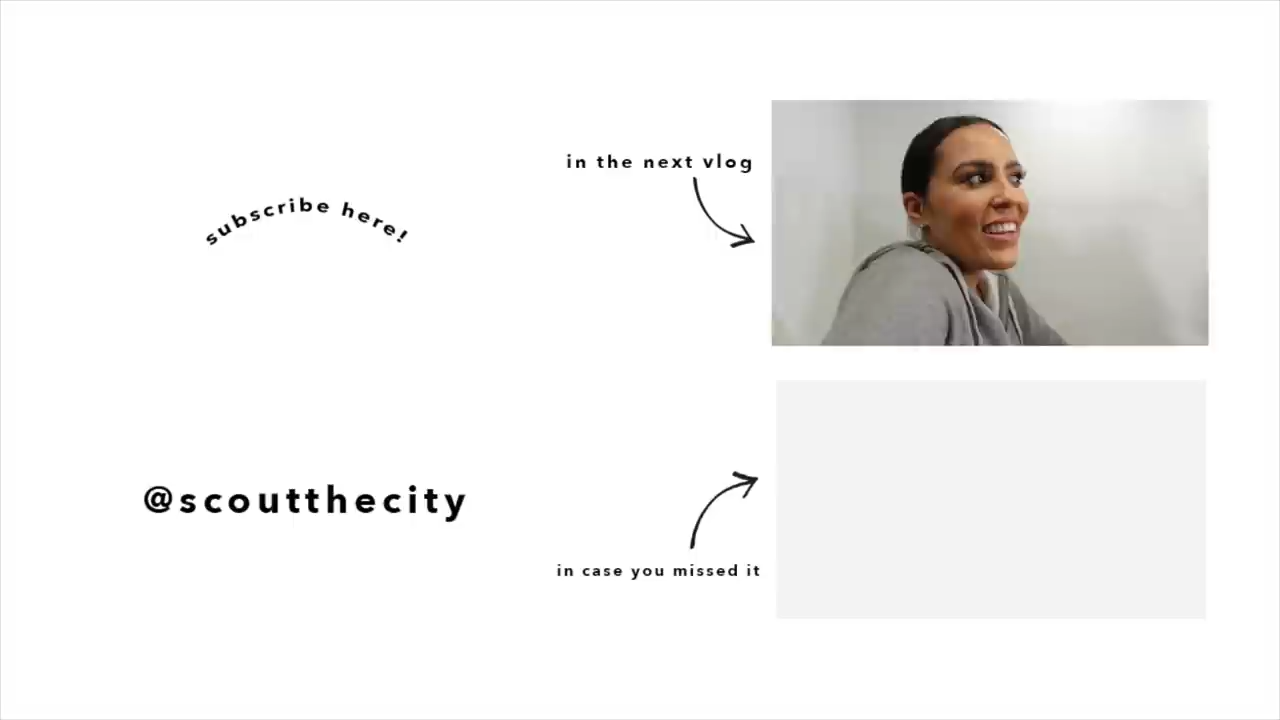 subscribe here!
in the next vlog
@scoutthecity
in case you missed it